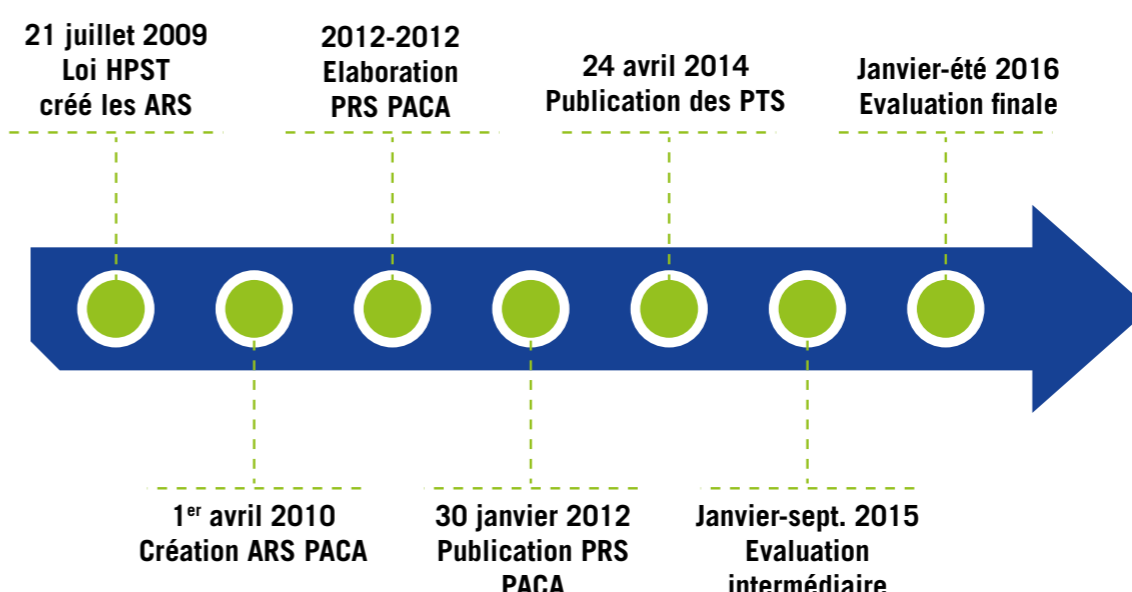 21 juillet 2009
Loi HPST
créé les ARS
1er avril 2010
Création ARS PACA
2012-2012
Elaboration
PRS PACA
30 janvier 2012
Publication PRS
PACA
24 avril 2014
Publication des PTS
Janvier-sept. 2015
Evaluation
intermédiaire
Janvier-été 2016
Evaluation finale